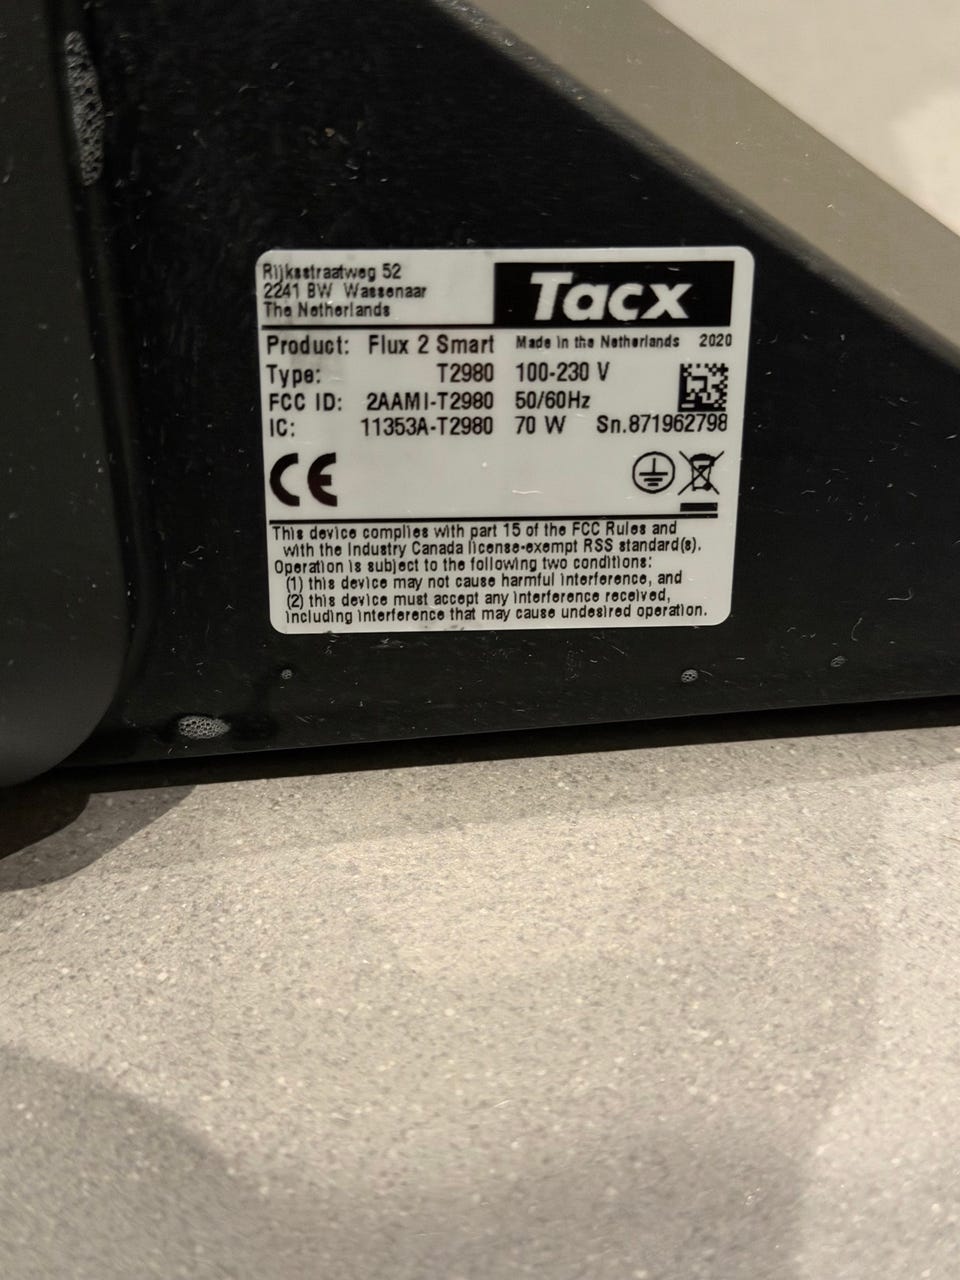 Rijksstraatweg 52
2241 BW Wassenaar
The Netherlands
Tacx
Product: Flux 2 Smart Made in the Netherlands 2020
Type: T2980 100-230 V
FCC ID: 2AAMI-T2980 50/60Hz
IC: 11353A-T2980 70 W Sn.871962798
CE
This device complies with part 15 of the FCC Rules and
with the Industry Canada license-exempt RSS standard(s).
Operation is subject to the following two conditions:
(1) this device may not cause harmful interference, and
(2) this device must accept any interference received,
including interference that may cause undesired operation.